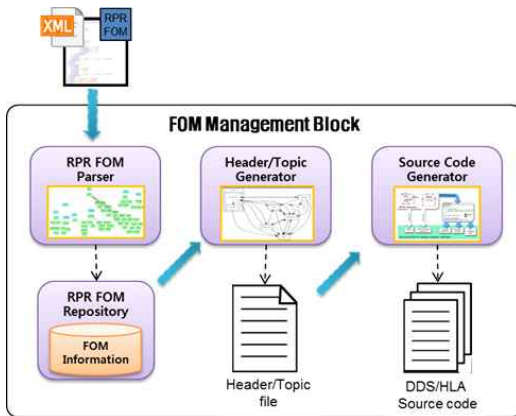 XML
RPR
FOM
FOM Management Block
RPR FOM
Parser
Header/Topic
Generator
Source Code
Generator
RPR FOM
Repository
FOM
Information
Header/Topic
file
DDS/HLA
Source code